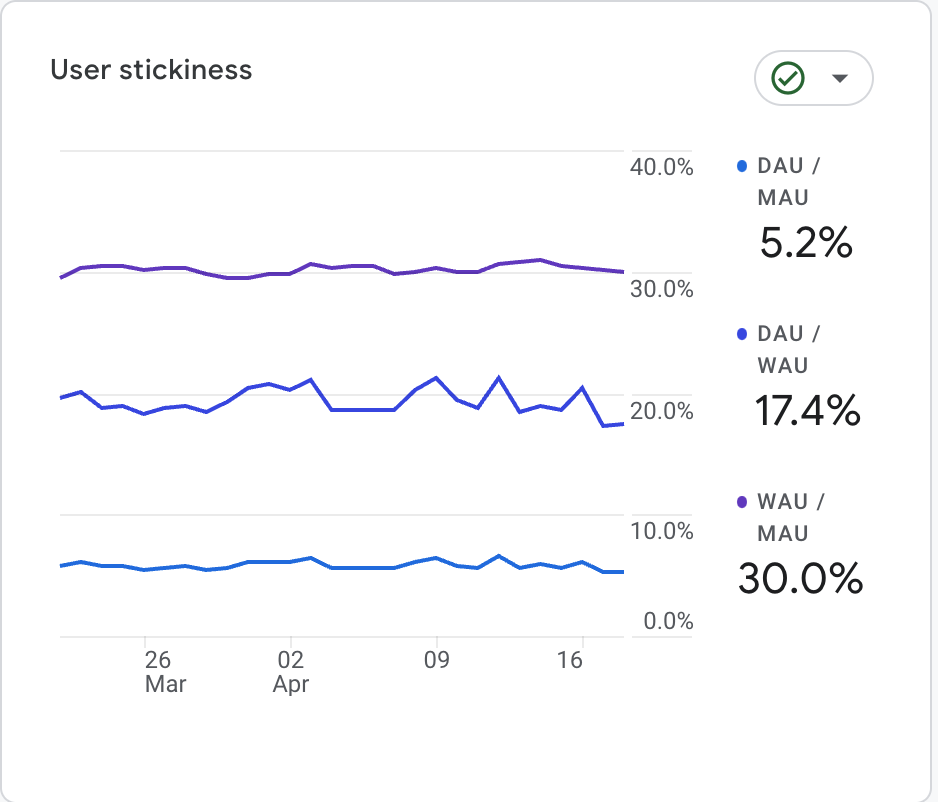 User stickiness
40.0%
30.0%
20.0%
10.0%
0.0%
26
Mar
02
Apr
09
16
DAU /
MAU
5.2%
DAU /
WAU
17.4%
WAU /
MAU
30.0%